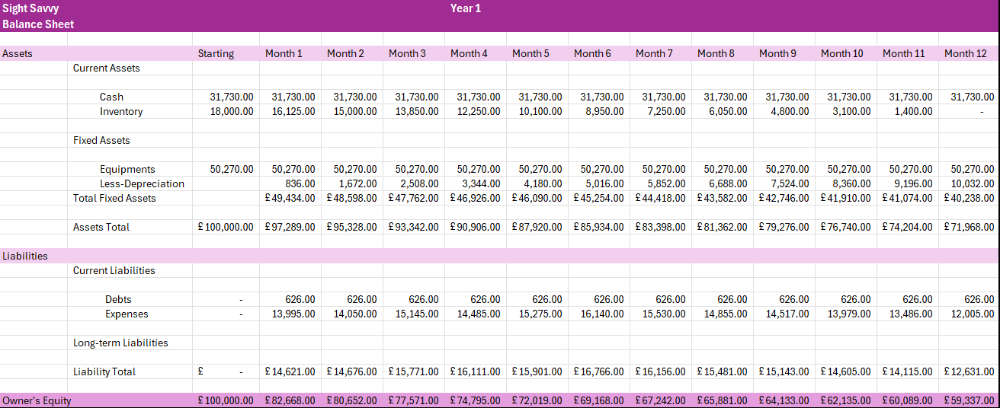 Sight Savvy Year 1
Balance Sheet
Assets Starting Month 1 Month 2 Month 3 Month 4 Month 5 Month 6 Month 7 Month 8 Month 9 Month 10 Month 11 Month 12
Current Assets
Cash 31,730.00 31,730.00 31,730.00 31,730.00 31,730.00 31,730.00 31,730.00 31,730.00 31,730.00 31,730.00 31,730.00 31,730.00 31,730.00
Inventory 18,000.00 16,125.00 15,000.00 13,850.00 12,250.00 10,100.00 8,950.00 7,250.00 6,050.00 4,800.00 3,100.00 1,400.00 -
Fixed Assets
Equipments 50,270.00 50,270.00 50,270.00 50,270.00 50,270.00 50,270.00 50,270.00 50,270.00 50,270.00 50,270.00 50,270.00 50,270.00 50,270.00
Less-Depreciation 836.00 1,672.00 2,508.00 3,344.00 4,180.00 5,016.00 5,852.00 6,688.00 7,524.00 8,360.00 9,196.00 10,032.00
Total Fixed Assets £49,434.00 £48,598.00 £47,762.00 £46,926.00 £46,090.00 £45,254.00 £44,418.00 £43,582.00 £42,746.00 £41,910.00 £41,074.00 £40,238.00
Assets Total £100,000.00 £97,289.00 £95,328.00 £93,342.00 £90,906.00 £87,920.00 £85,934.00 £83,398.00 £81,362.00 £79,276.00 £76,740.00 £74,204.00 £71,968.00
Liabilities
Current Liabilities
Debts - 626.00 626.00 626.00 626.00 626.00 626.00 626.00 626.00 626.00 626.00 626.00 626.00
Expenses - 13,995.00 14,050.00 15,145.00 14,485.00 15,275.00 16,140.00 15,530.00 14,855.00 14,517.00 13,979.00 13,486.00 12,005.00
Long-term Liabilities
Liability Total £ - £14,621.00 £14,676.00 £15,771.00 £16,111.00 £15,901.00 £16,766.00 £16,156.00 £15,481.00 £15,143.00 £14,605.00 £14,115.00 £12,631.00
Owner's Equity £100,000.00 £82,668.00 £80,652.00 £77,571.00 £74,795.00 £72,019.00 £69,168.00 £67,242.00 £65,881.00 £64,133.00 £62,135.00 £60,089.00 £59,337.00